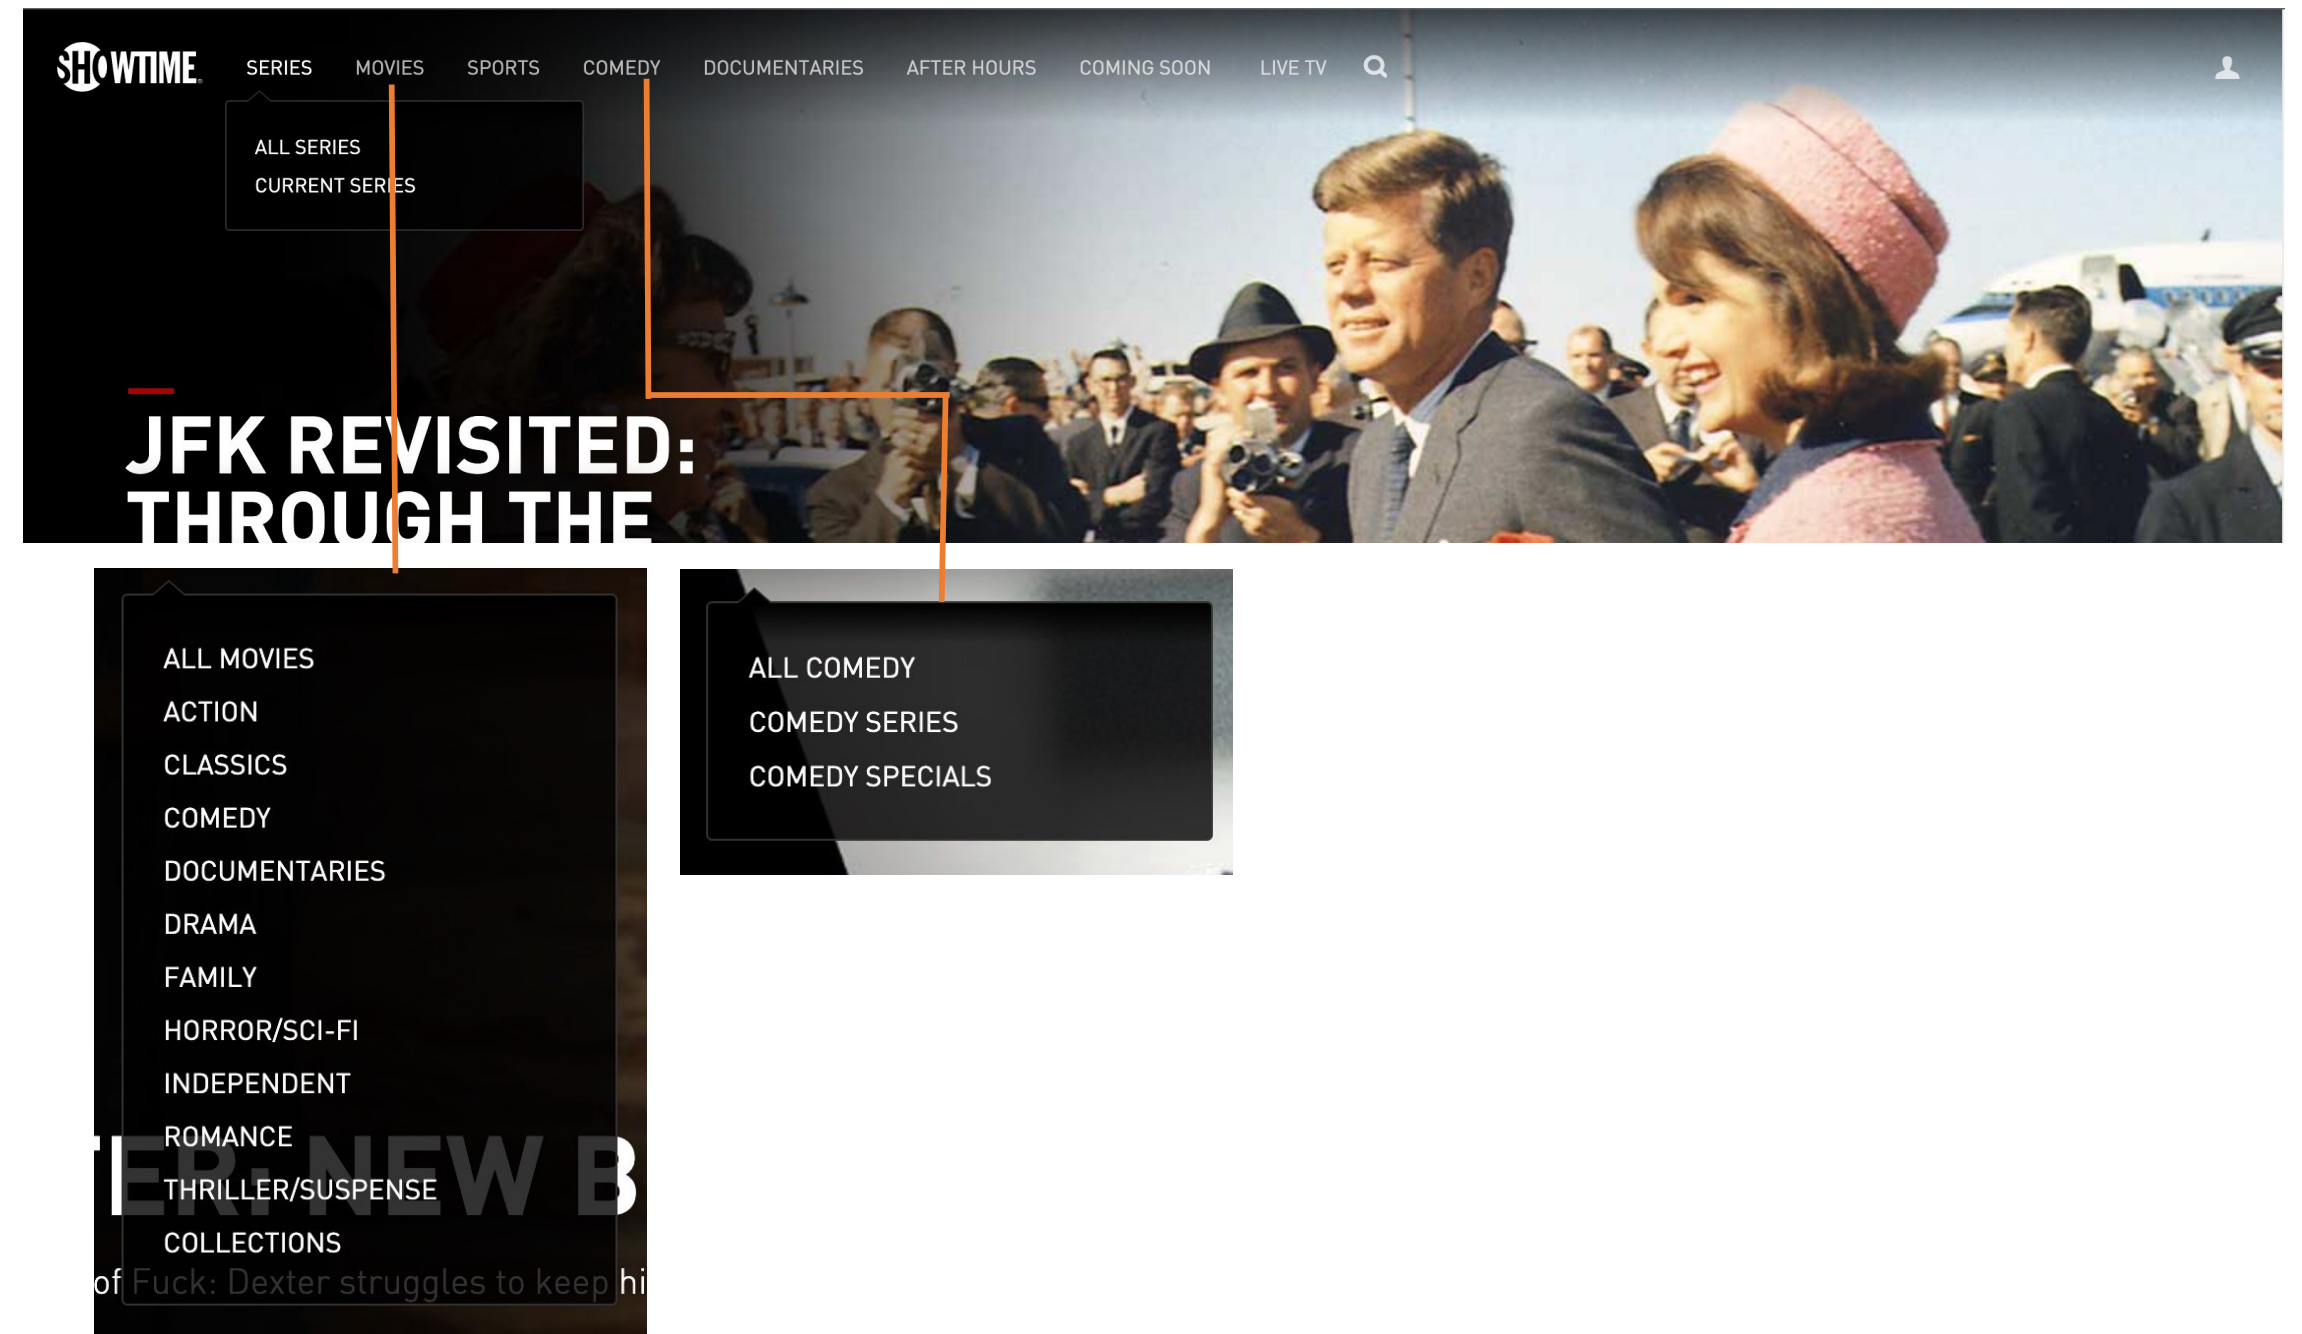 SHOWTIME SERIES MOVIES SPORTS COMEDY DOCUMENTARIES AFTER HOURS COMING SOON LIVE TV
ALL SERIES
CURRENT SERIES
JFK REVISITED:
THROUGH THE
ALL MOVIES
ACTION
CLASSICS
COMEDY
DOCUMENTARIES
DRAMA
FAMILY
HORROR/SCI-FI
INDEPENDENT
ROMANCE
TER: NEW B
THRILLER/SUSPENSE
COLLECTIONS
of Fuck: Dexter struggles to keep hi
ALL COMEDY
COMEDY SERIES
COMEDY SPECIALS